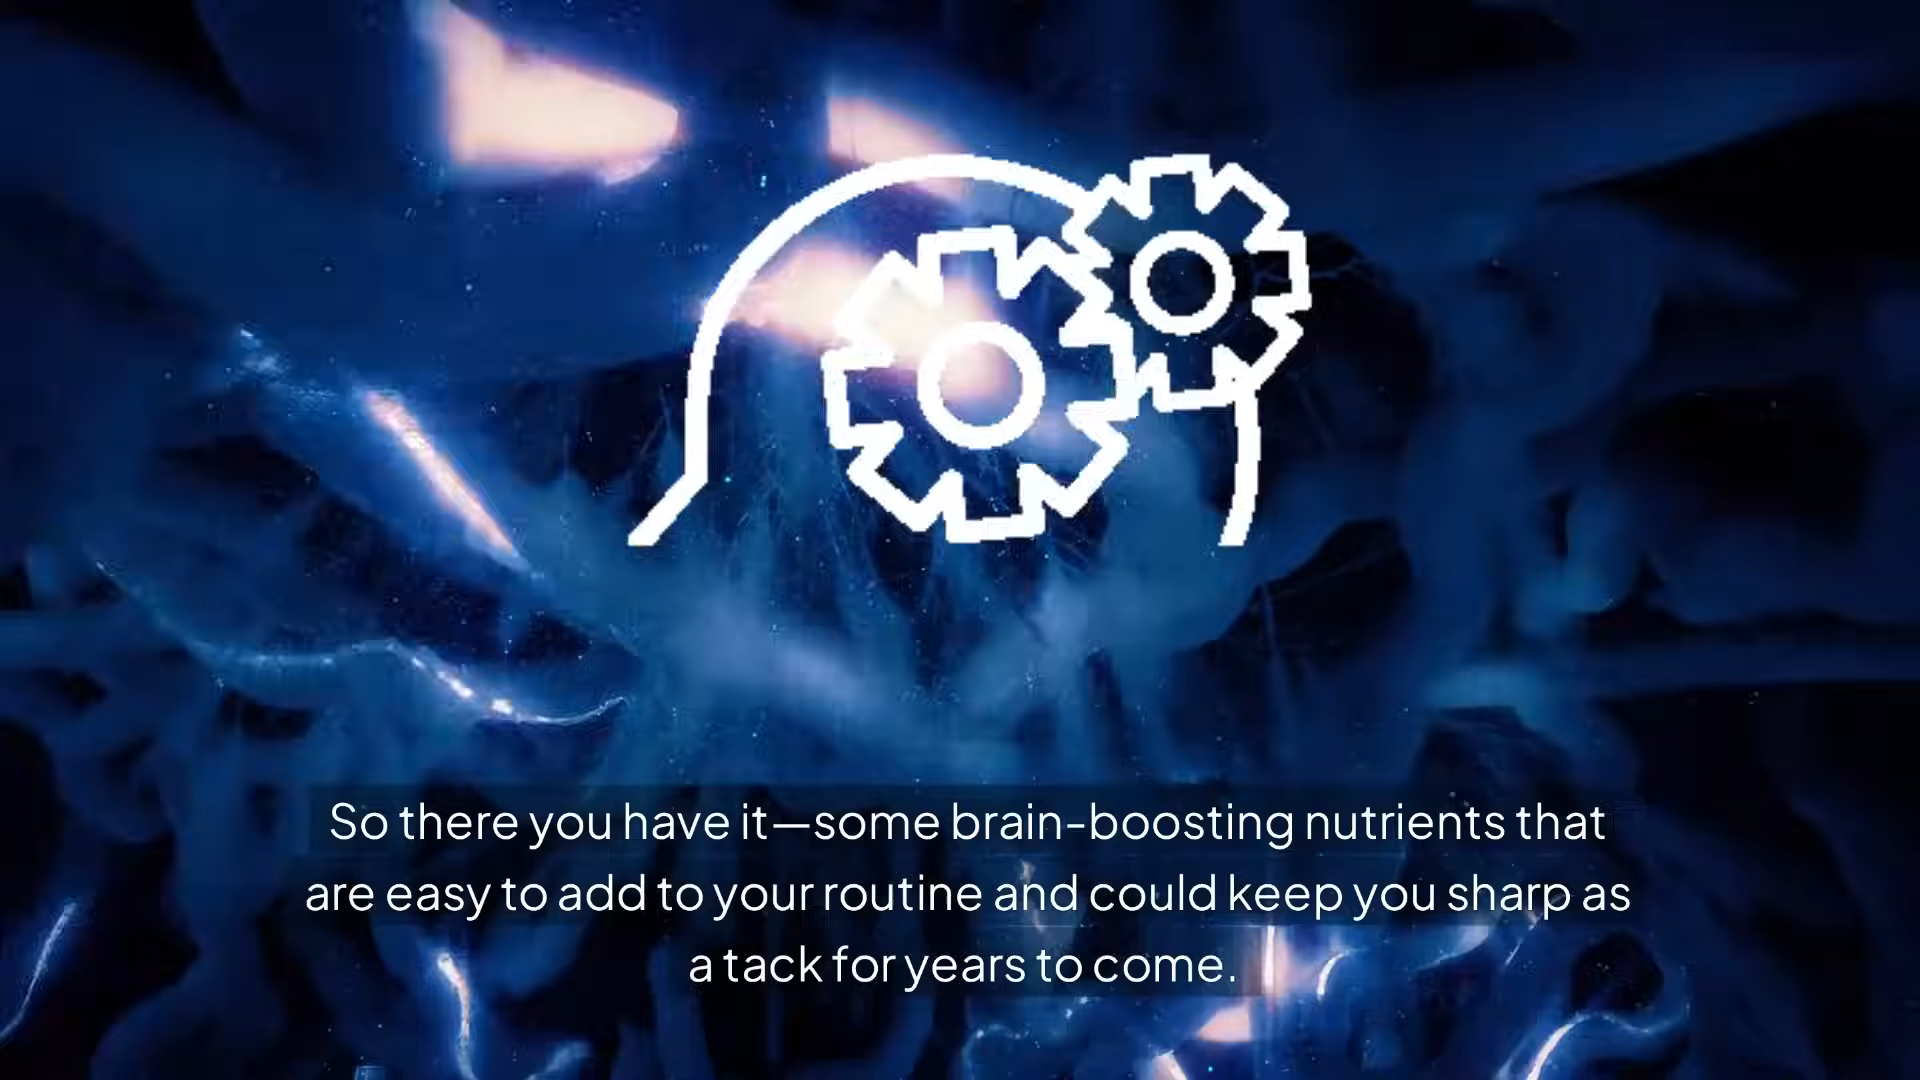 So there you have it—some brain-boosting nutrients that
are easy to add to your routine and could keep you sharp as
a tack for years to come.